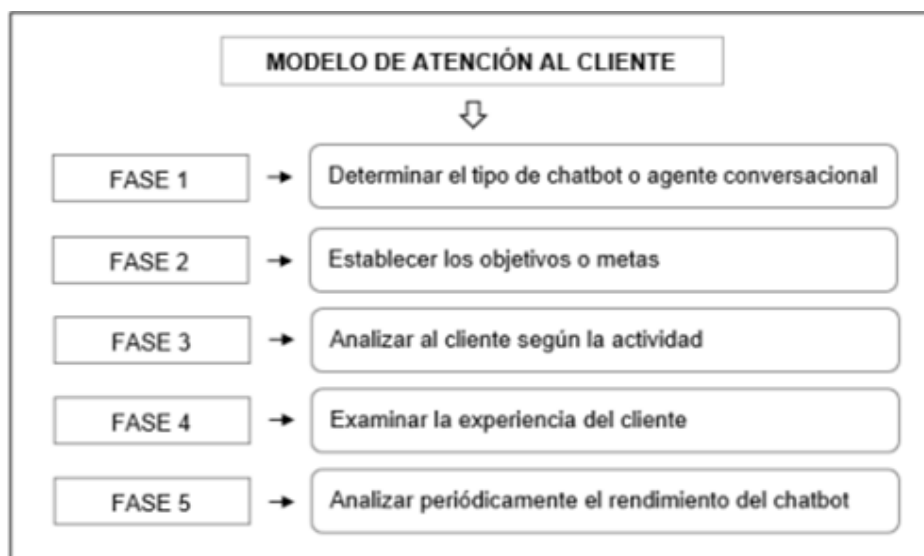 MODELO DE ATENCIÓN AL CLIENTE
FASE 1
Determinar el tipo de chatbot o agente conversacional
FASE 2
Establecer los objetivos o metas
FASE 3
Analizar al cliente según la actividad
FASE 4
Examinar la experiencia del cliente
FASE 5
Analizar periódicamente el rendimiento del chatbot